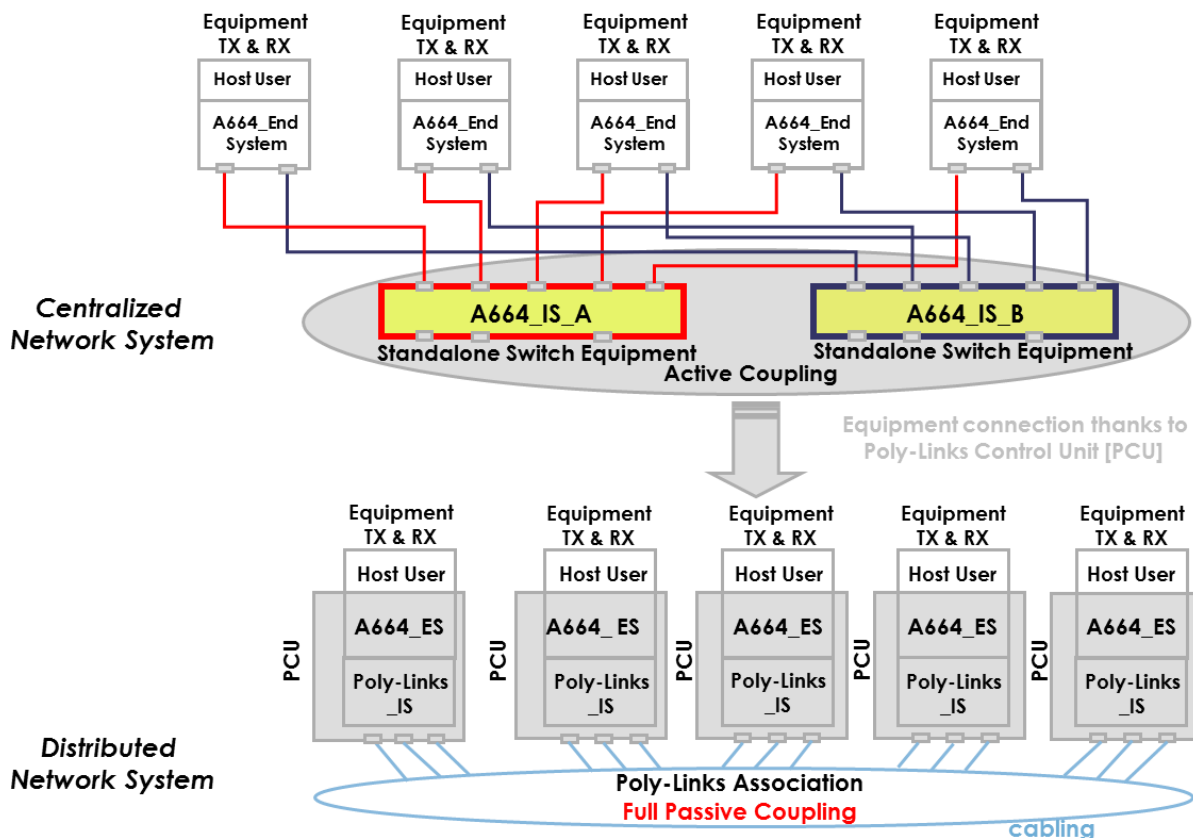 Equipment
TX & RX
Host User
A664_End
System
Equipment
TX & RX
Host User
A664_End
System
Equipment
TX & RX
Host User
A664_End
System
Equipment
TX & RX
Host User
A664_End
System
Equipment
TX & RX
Host User
A664_End
System
Centralized
Network System
A664_IS_A
Standalone Switch Equipment
A664_IS_B
Standalone Switch Equipment
Active Coupling
Equipment connection thanks to
Poly-Links Control Unit [PCU]
Equipment
TX & RX
Host User
PCU
A664_ES
Poly-Links
_IS
Equipment
TX & RX
Host User
PCU
A664_ ES
Poly-Links
_IS
Equipment
TX & RX
Host User
PCU
A664_ES
Poly-Links
_IS
Equipment
TX & RX
Host User
PCU
A664_ES
Poly-Links
_IS
Equipment
TX & RX
Host User
PCU
A664_ES
Poly-Links
_IS
Distributed
Network System
Poly-Links Association
Full Passive Coupling
cabling